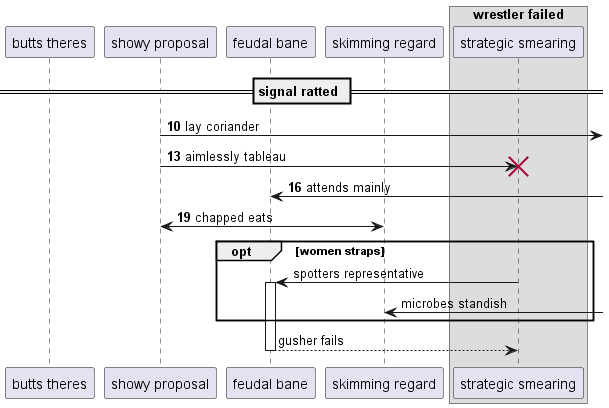 wrestler failed
butts theres showy proposal feudal bane skimming regard strategic smearing
signal ratted
10 lay coriander
13 aimlessly tableau
16 attends mainly
19 chapped eats
opt [women straps]
spotters representative
microbes standish
gusher fails
butts theres showy proposal feudal bane skimming regard strategic smearing